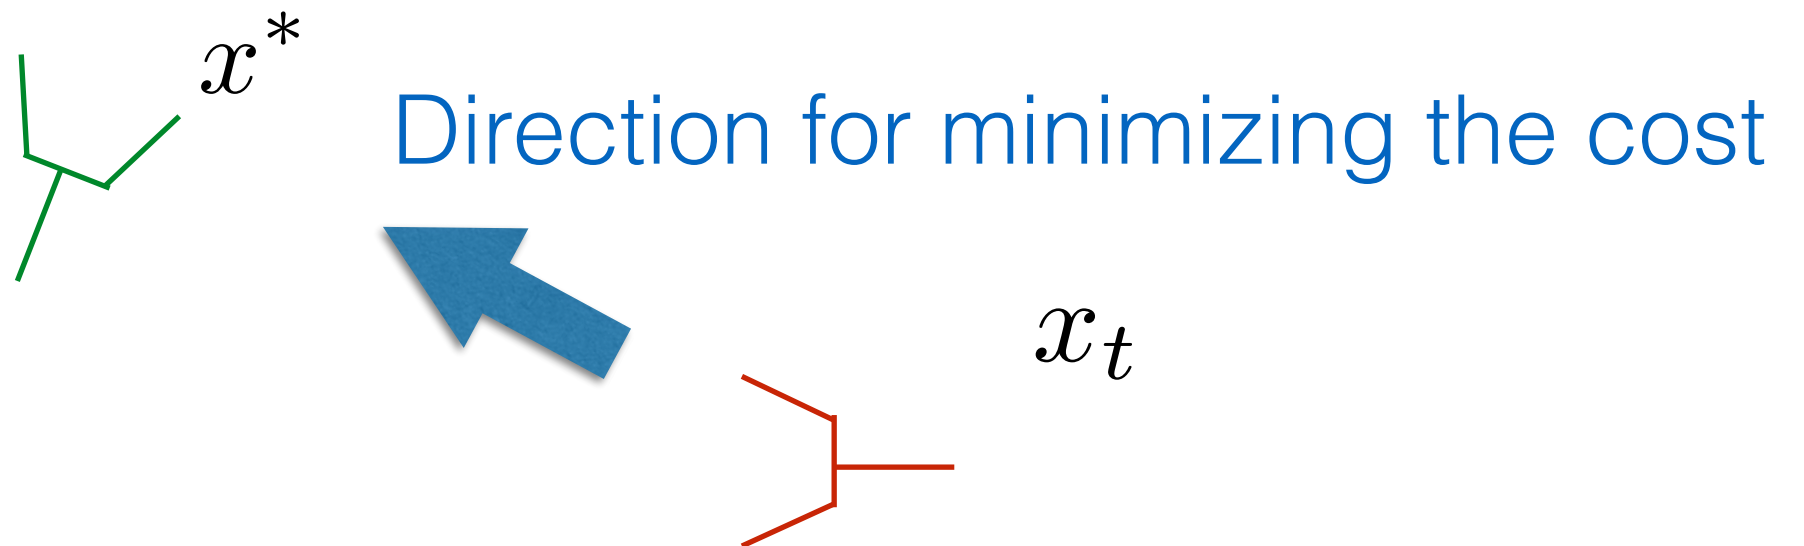 x*
Direction for minimizing the cost
x_t